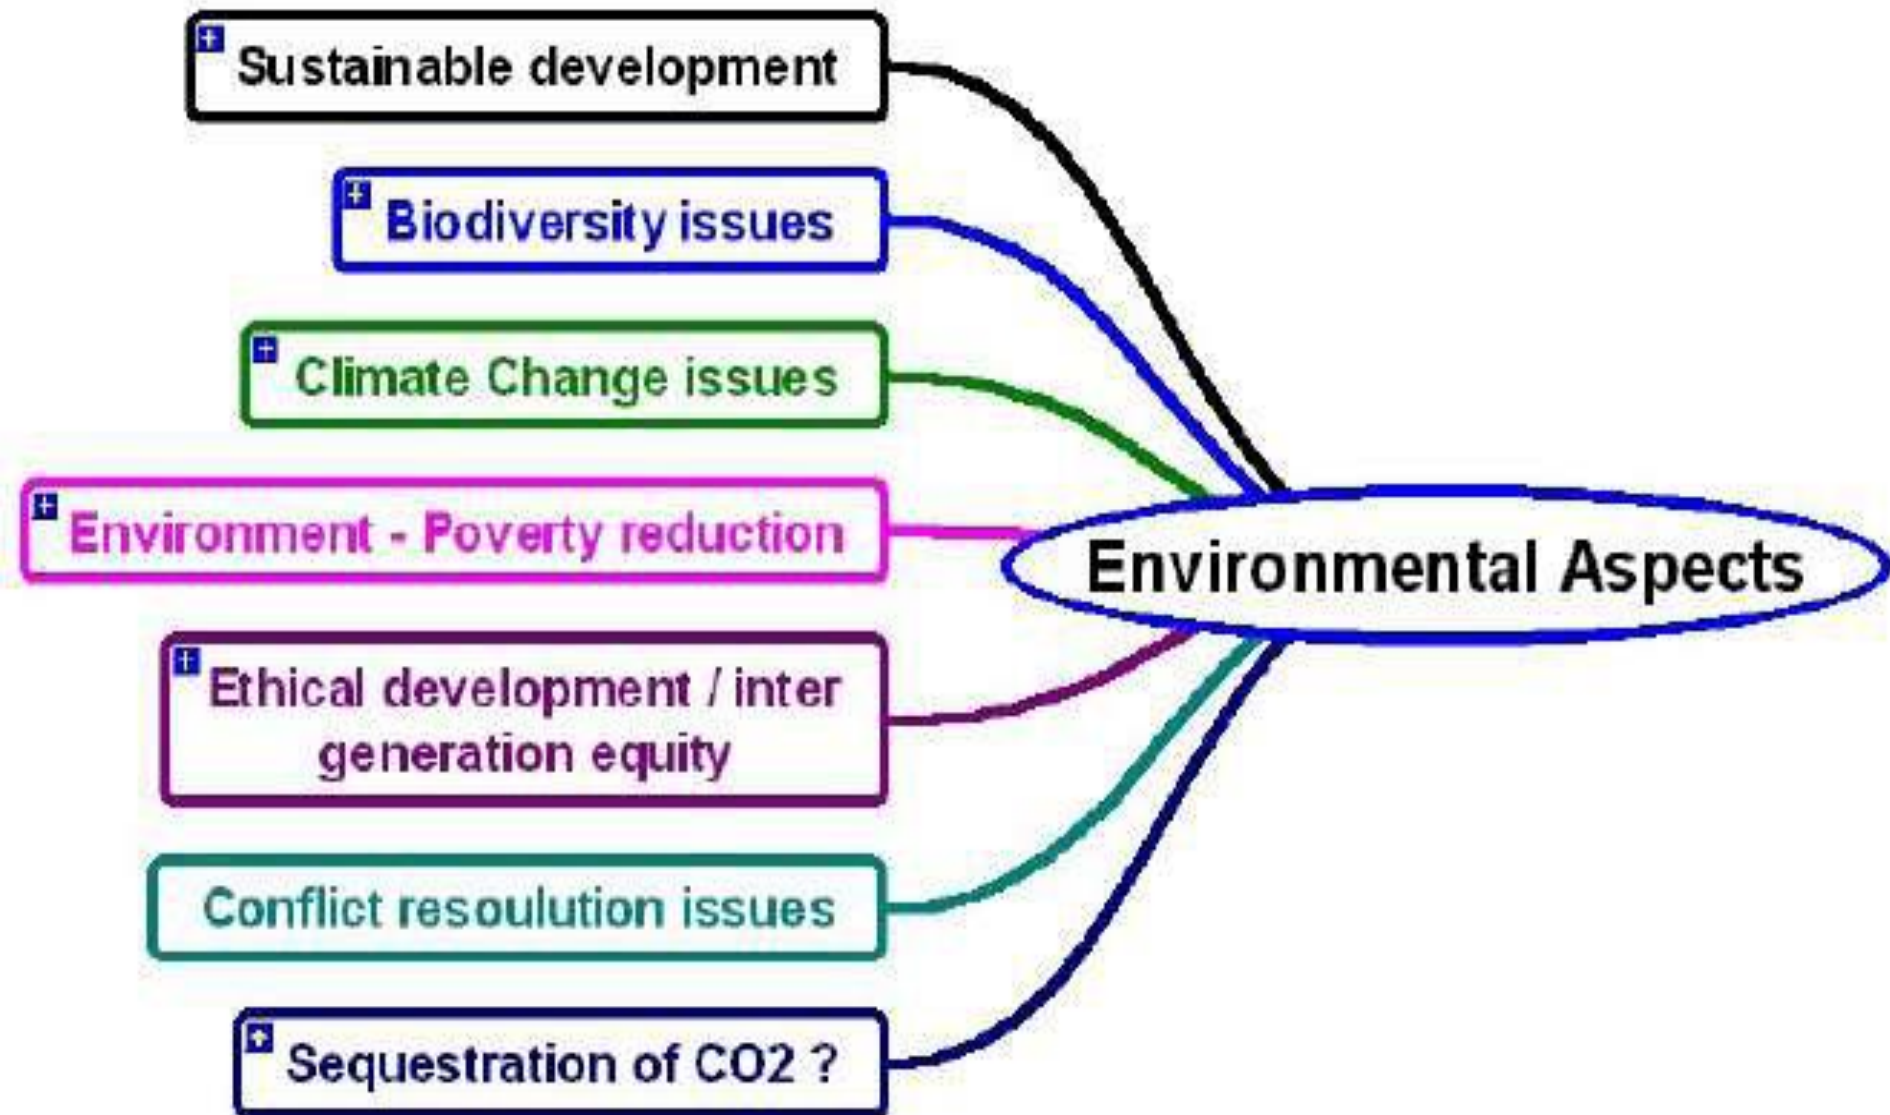 Sustainable development
Biodiversity issues
Climate Change issues
Environment - Poverty reduction
Environmental Aspects
Ethical development / inter
generation equity
Conflict resoulution issues
Sequestration of CO2 ?